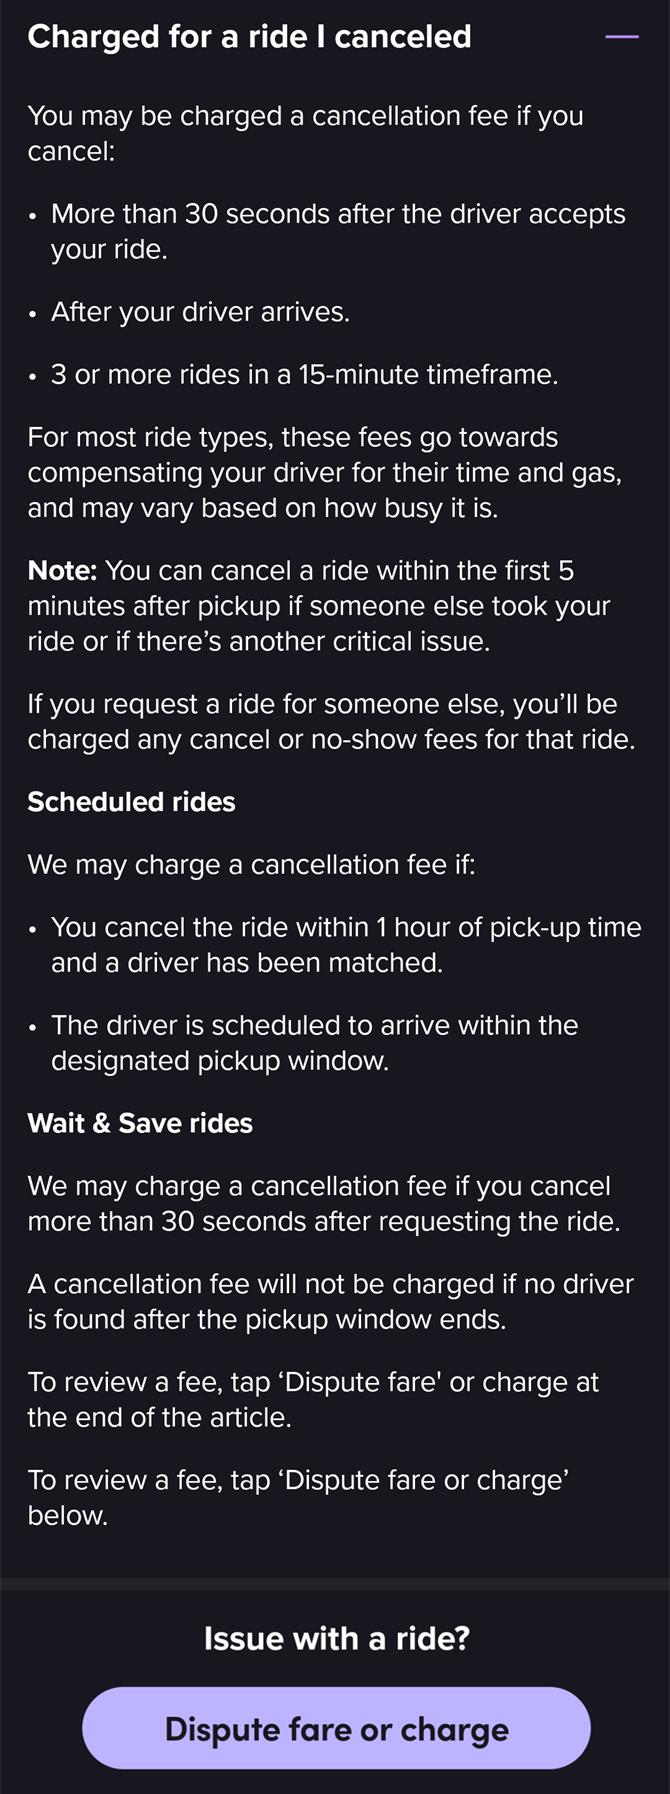 Charged for a ride I canceled
You may be charged a cancellation fee if you
cancel:
• More than 30 seconds after the driver accepts
your ride.
• After your driver arrives.
• 3 or more rides in a 15-minute timeframe.
For most ride types, these fees go towards
compensating your driver for their time and gas,
and may vary based on how busy it is.
Note: You can cancel a ride within the first 5
minutes after pickup if someone else took your
ride or if there’s another critical issue.
If you request a ride for someone else, you’ll be
charged any cancel or no-show fees for that ride.
Scheduled rides
We may charge a cancellation fee if:
• You cancel the ride within 1 hour of pick-up time
and a driver has been matched.
• The driver is scheduled to arrive within the
designated pickup window.
Wait & Save rides
We may charge a cancellation fee if you cancel
more than 30 seconds after requesting the ride.
A cancellation fee will not be charged if no driver
is found after the pickup window ends.
To review a fee, tap ‘Dispute fare' or charge at
the end of the article.
To review a fee, tap ‘Dispute fare or charge’
below.
Issue with a ride?
Dispute fare or charge